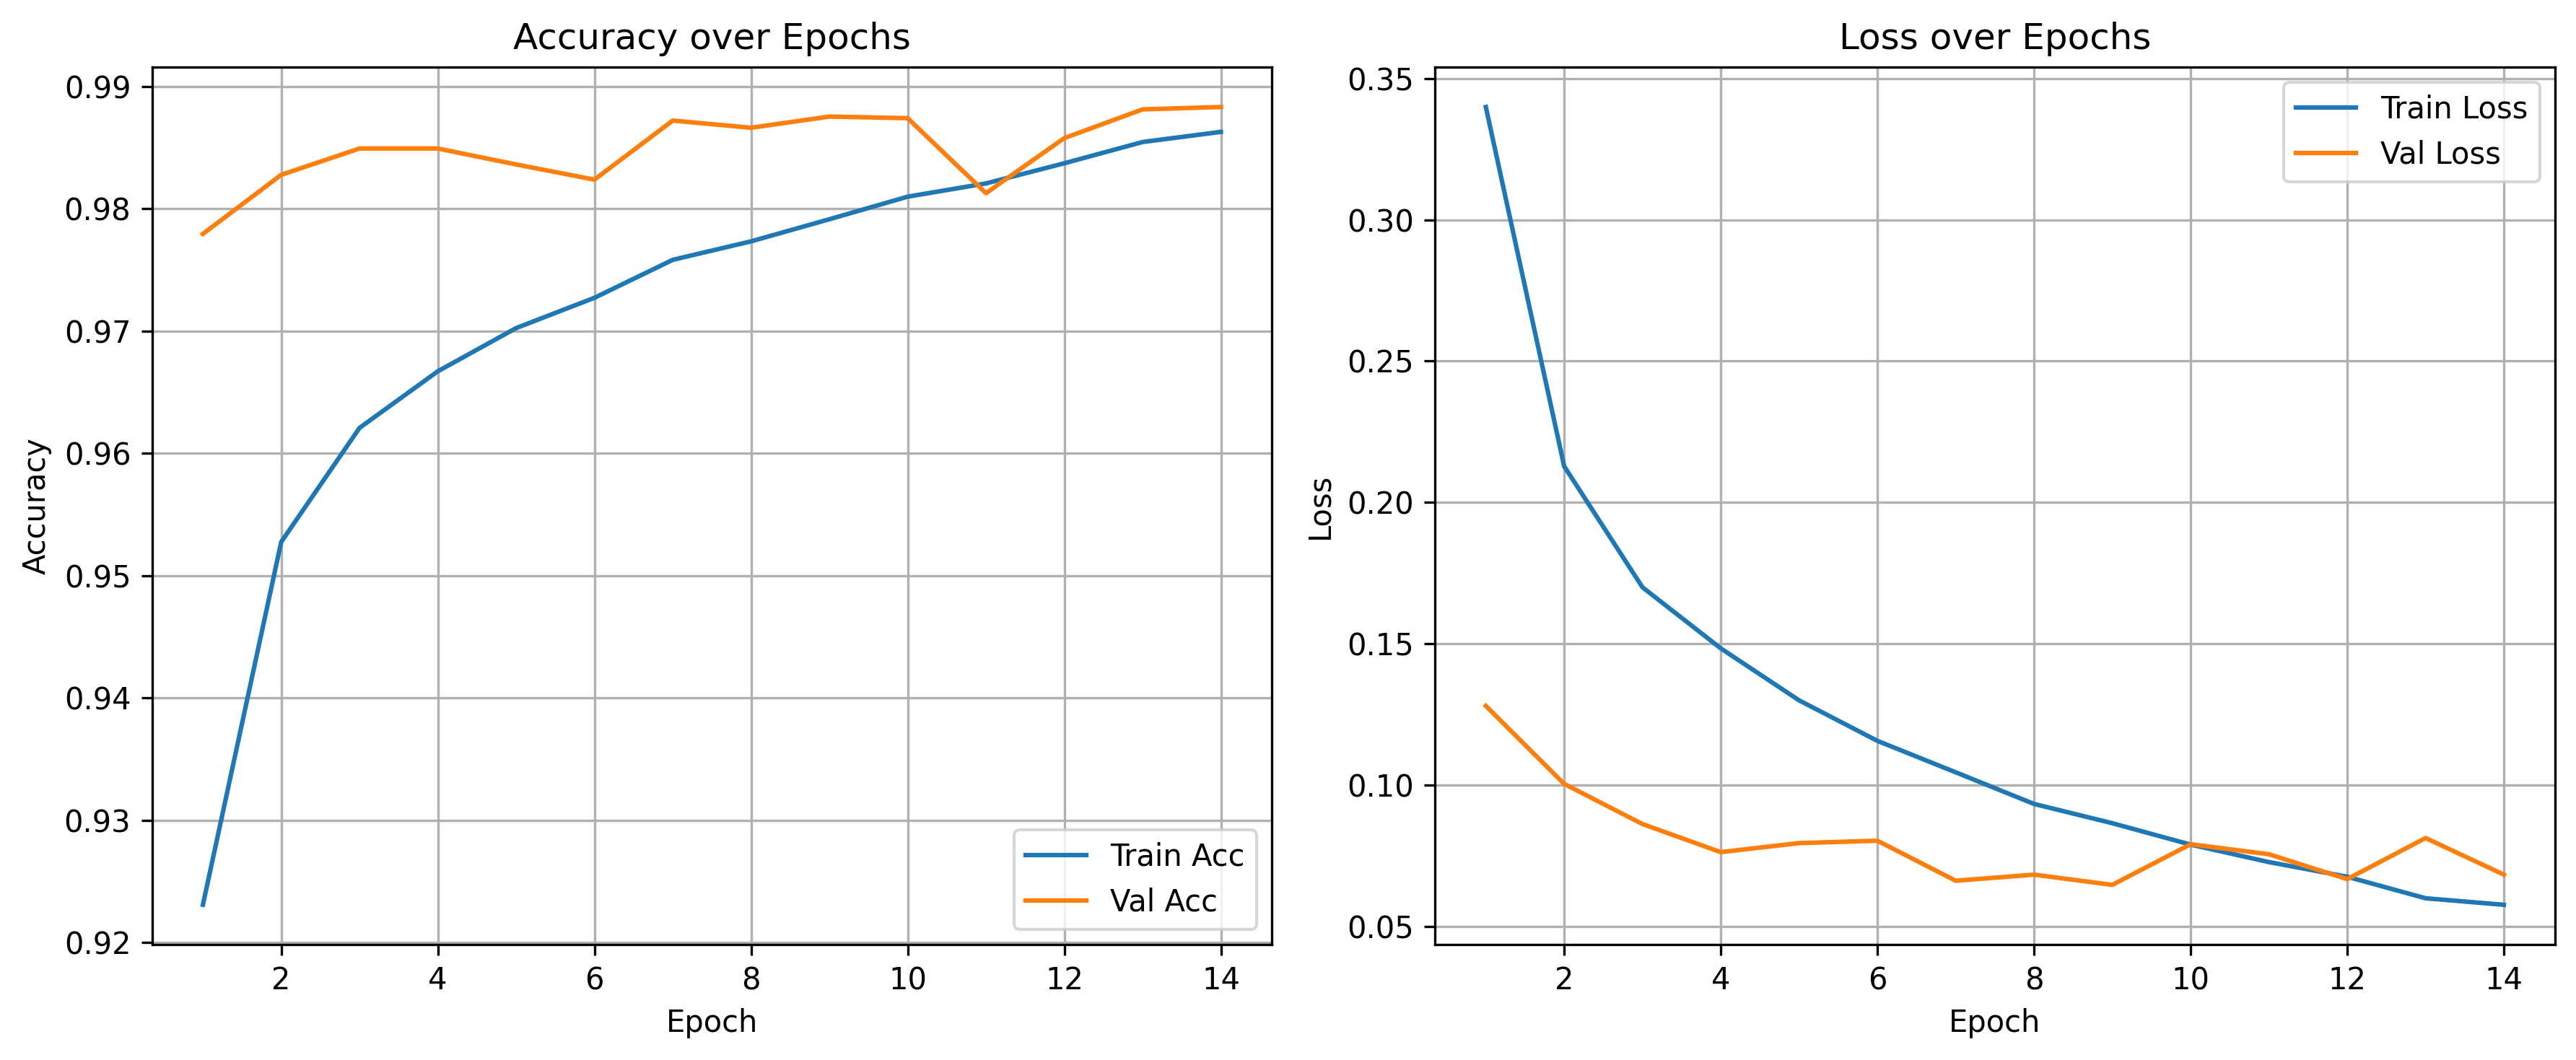 Accuracy over Epochs
0.99
0.98
0.97
0.96
0.95
0.94
0.93
0.92
Accuracy
2 4 6 8 10 12 14
Epoch
Train Acc
Val Acc
Loss over Epochs
0.35
0.30
0.25
0.20
0.15
0.10
0.05
Loss
2 4 6 8 10 12 14
Epoch
Train Loss
Val Loss